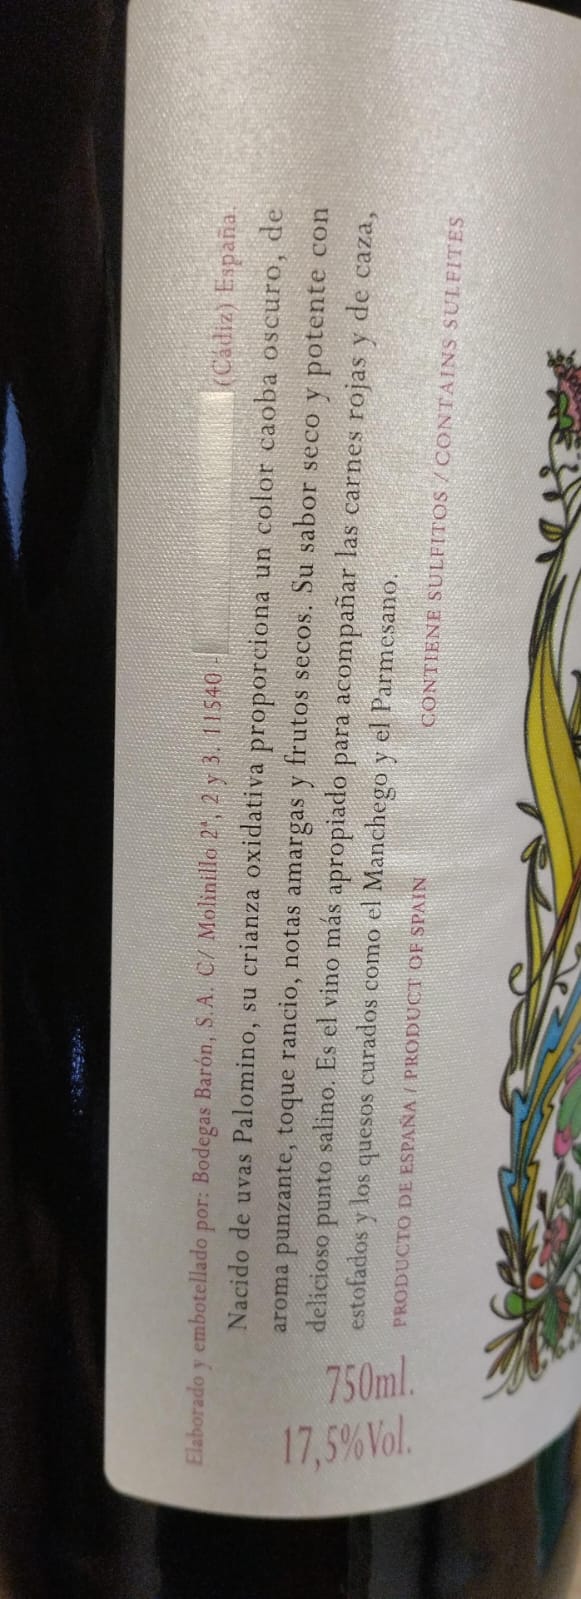 Elaborado y embotellado por: Bodegas Barón, S.A. C/ Molinillo 2ª, 2 y 3. 11540 - (Cádiz) España.
Nacido de uvas Palomino, su crianza oxidativa proporciona un color caoba oscuro, de
aroma punzante, toque rancio, notas amargas y frutos secos. Su sabor seco y potente con
delicioso punto salino. Es el vino más apropiado para acompañar las carnes rojas y de caza,
estofados y los quesos curados como el Manchego y el Parmesano.
PRODUCTO DE ESPAÑA / PRODUCT OF SPAIN CONTIENE SULFITOS / CONTAINS SULFITES
750ml.
17,5%Vol.